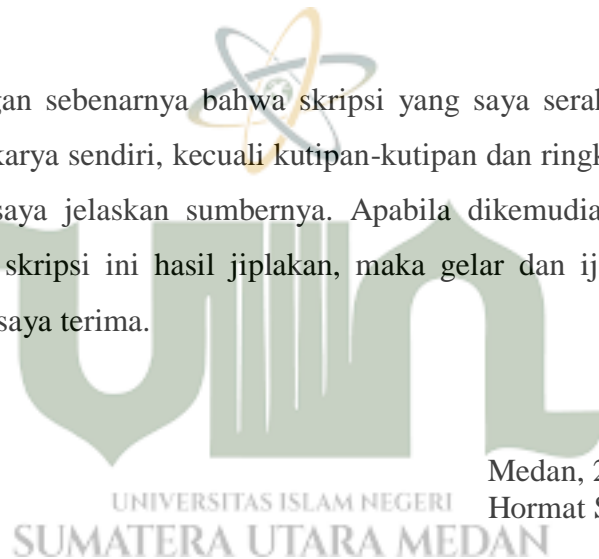 gan sebenarnya bahwa skripsi yang saya serah
karya sendiri, kecuali kutipan-kutipan dan ringk
saya jelaskan sumbernya. Apabila dikemudia
skripsi ini hasil jiplakan, maka gelar dan ij
saya terima.
Medan, 2
UNIVERSITAS ISLAM NEGERI
Hormat S
SUMATERA UTARA MEDAN